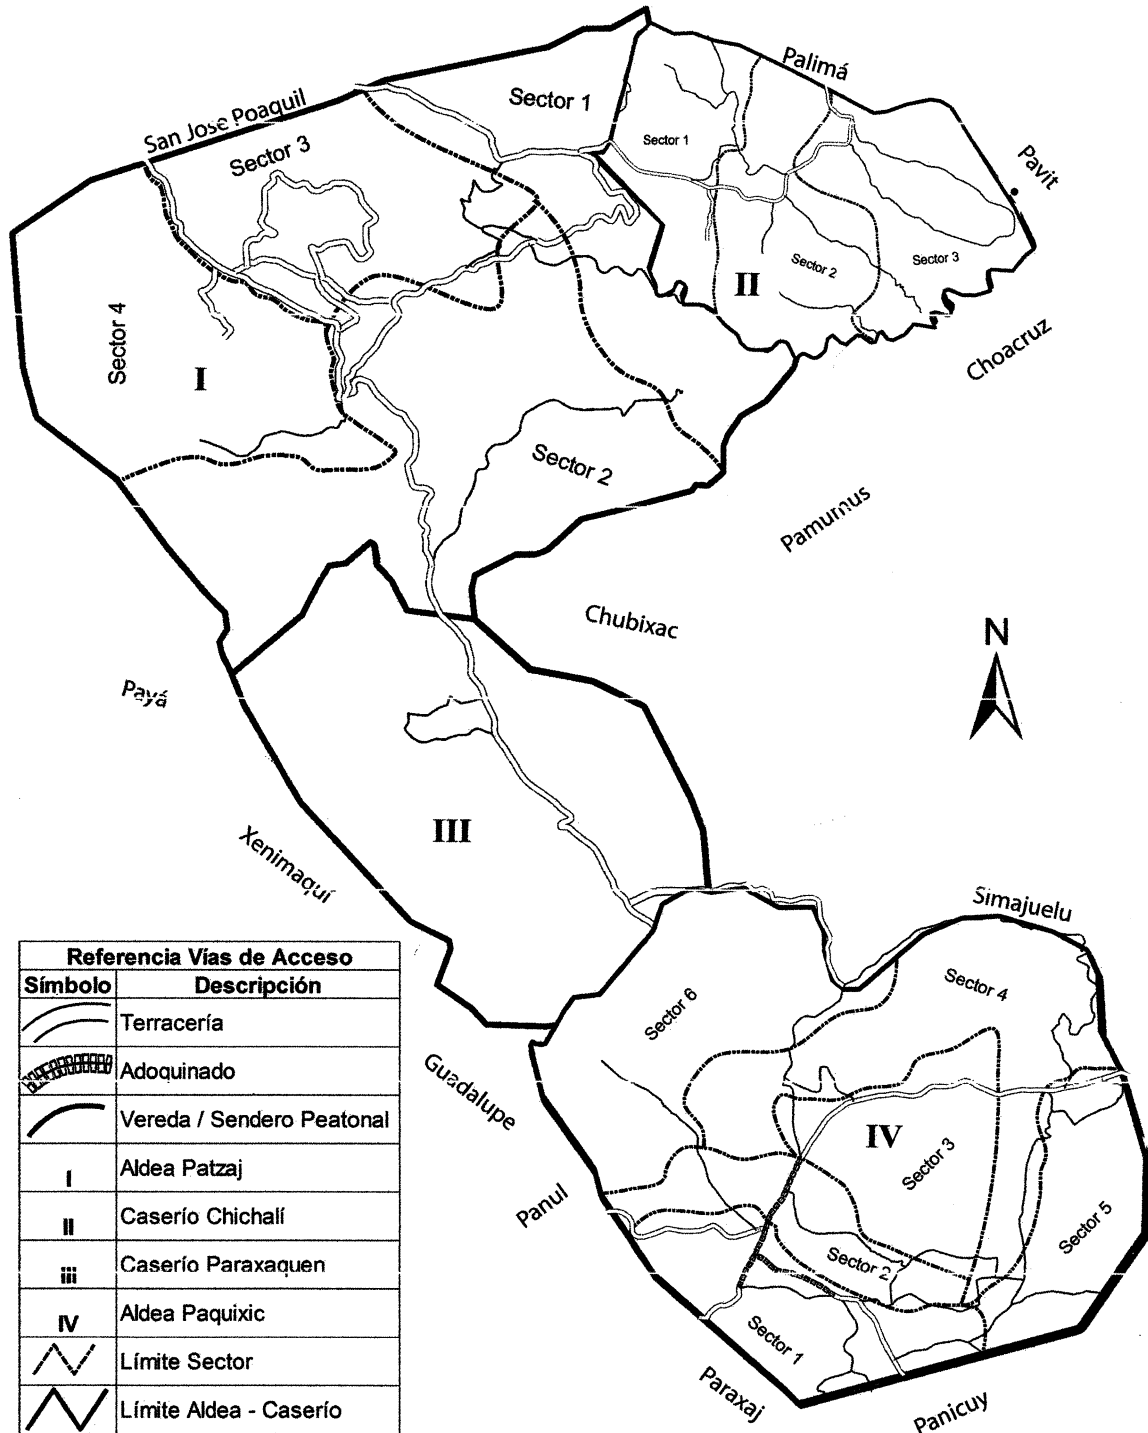 Palimá
San Jose Poaquil
Sector 1
Sector 3
Sector 1
Pavit
Sector 2
Sector 3
II
Sector 4
I
Choacruz
Sector 2
Pamumus
Chubixac
N
Payá
III
Xenimaquí
Simajuelu
Sector 4
Sector 6
Guadalupe
IV
Sector 3
Panul
Sector 5
Sector 2
Sector 1
Paraxaj
Panicuy
Referencia Vías de Acceso
Símbolo Descripción
Terracería
Adoquinado
Vereda / Sendero Peatonal
I Aldea Patzaj
II Caserío Chichalí
iii Caserío Paraxaquen
IV Aldea Paquixic
Límite Sector
Límite Aldea - Caserío